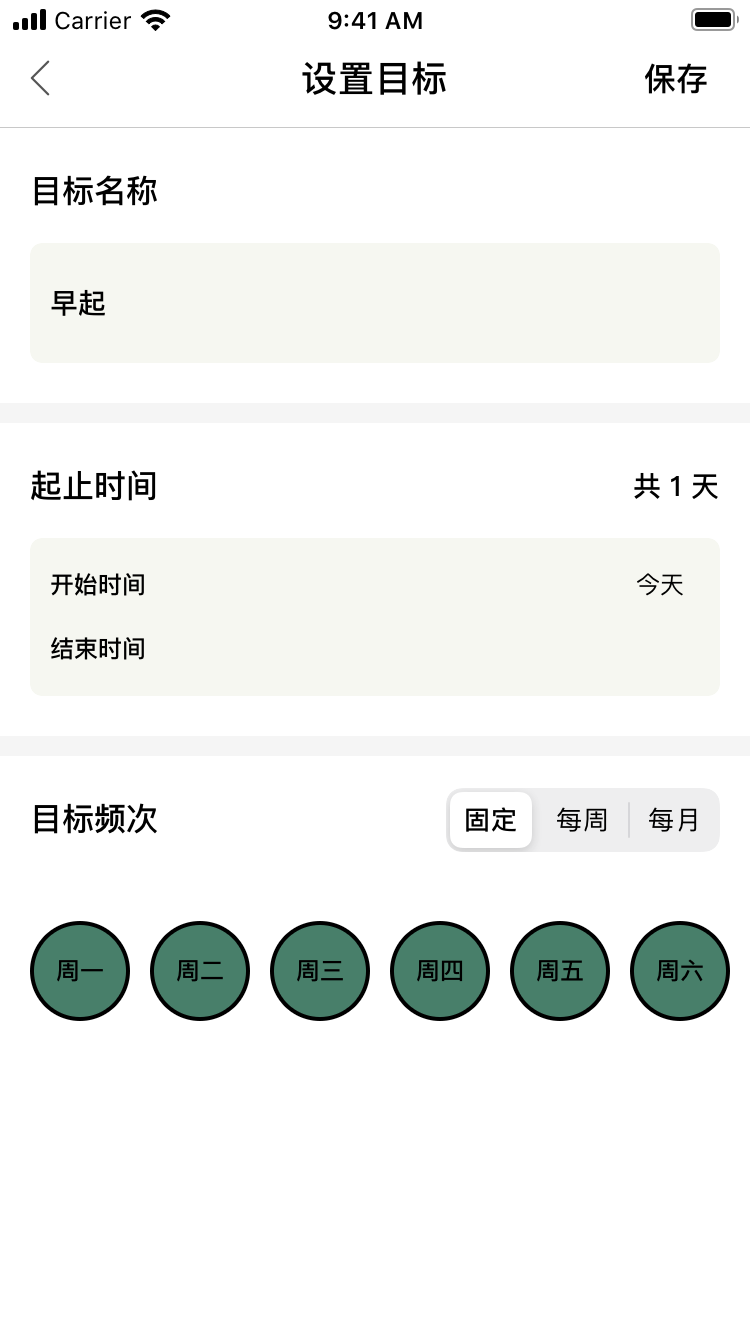 Carrier 9:41 AM
设置目标 保存
目标名称
早起
起止时间 共 1 天
开始时间 今天
结束时间
目标频次 固定 每周 每月
周一 周二 周三 周四 周五 周六